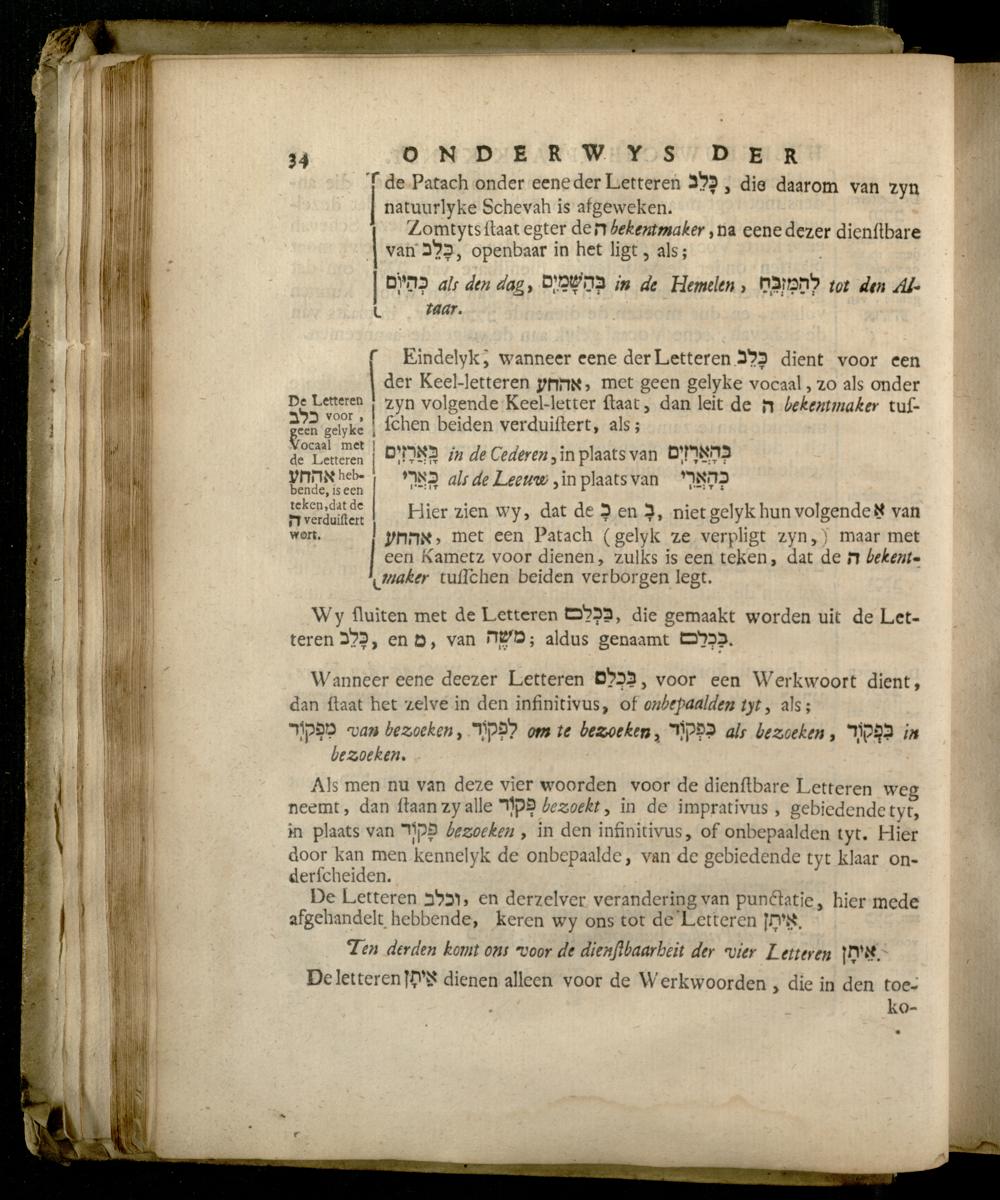 34 ONDERWYS DER
de Patach onder eene der Letteren כָּלֵב, die daarom van zyn
natuurlyke Schevah is afgeweken.
Zomtyts ſtaat egter de ה bekentmaker, na eene dezer dienſtbare
van כָּלֵב, openbaar in het ligt, als;
כְּהַיּוֹם als den dag, בְּהַשָּׁמַיִם in de Hemelen, לְהַמִּזְבֵּחַ tot den Al-
taar.
Eindelyk, wanneer eene der Letteren כָּלֵב dient voor een
der Keel-letteren אההע, met geen gelyke vocaal, zo als onder
zyn volgende Keel-letter ſtaat, dan leit de ה bekentmaker tuſ-
ſchen beiden verduiſtert, als;
בָּאֲרָזִים in de Cederen, in plaats van בְּהָאֲרָזִים
כָּאֲרִי als de Leeuw, in plaats van כְּהָאֲרִי
Hier zien wy, dat de כָּ en בָּ, niet gelyk hun volgende א van
אההע, met een Patach (gelyk ze verpligt zyn,) maar met
een Kametz voor dienen, zulks is een teken, dat de ה bekent-
maker tuſſchen beiden verborgen legt.
De Letteren
כלב voor,
geen gelyke
Vocaal met
de Letteren
אההע heb-
bende, is een
teken, dat de
ה verduiſtert
wort.
Wy ſluiten met de Letteren בַּכְלַם, die gemaakt worden uit de Let-
teren כָּלֵב, en מ, van משֶׁה; aldus genaamt בַּכְלַם.
Wanneer eene deezer Letteren בַּכְלַם, voor een Werkwoort dient,
dan ſtaat het zelve in den infinitivus, of onbepaalden tyt, als;
מִפְקוֹד van bezoeken, לִפְקוֹד om te bezoeken, כִּפְקוֹד als bezoeken, בִּפְקוֹד in
bezoeken.
Als men nu van deze vier woorden voor de dienſtbare Letteren weg
neemt, dan ſtaan zy alle פְּקוֹד bezoekt, in de imprativus, gebiedende tyt,
in plaats van פָּקוֹד bezoeken, in den infinitivus, of onbepaalden tyt. Hier
door kan men kennelyk de onbepaalde, van de gebiedende tyt klaar on-
derſcheiden.
De Letteren וכלב, en derzelver verandering van punctatie, hier mede
afgehandelt hebbende, keren wy ons tot de Letteren אֵיתָן.
Ten derden komt ons voor de dienſtbaarheit der vier Letteren אֵיתָן.
De letteren אֵיתָן dienen alleen voor de Werkwoorden, die in den toe-
ko-